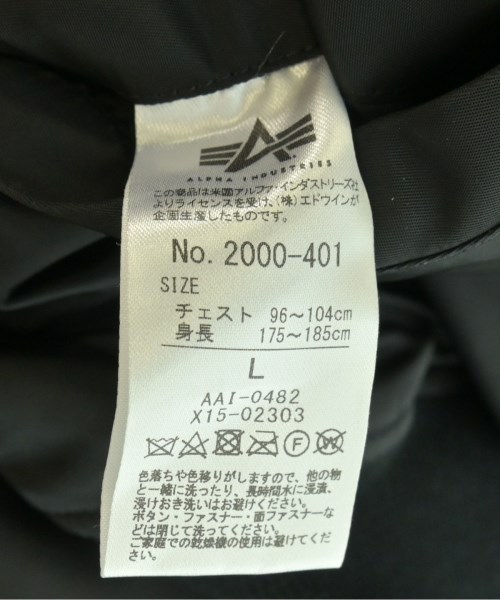 ALPHA INDUSTRIES
この商品は米国アルファ・インダストリーズ社
よりライセンスを受け、(株)エドウインが
企画生産したものです。
No. 2000-401
SIZE
チェスト 96～104cm
身長 175～185cm
L
AAI-0482
X15-02303
F W
色落ちや色移りがしますので、他の物
と一緒に洗ったり、長時間水に浸漬、
浸けおき洗いはお避けください。
ボタン・ファスナー・面ファスナーな
どは閉じて洗ってください。
ご家庭での乾燥機の使用は避けてください